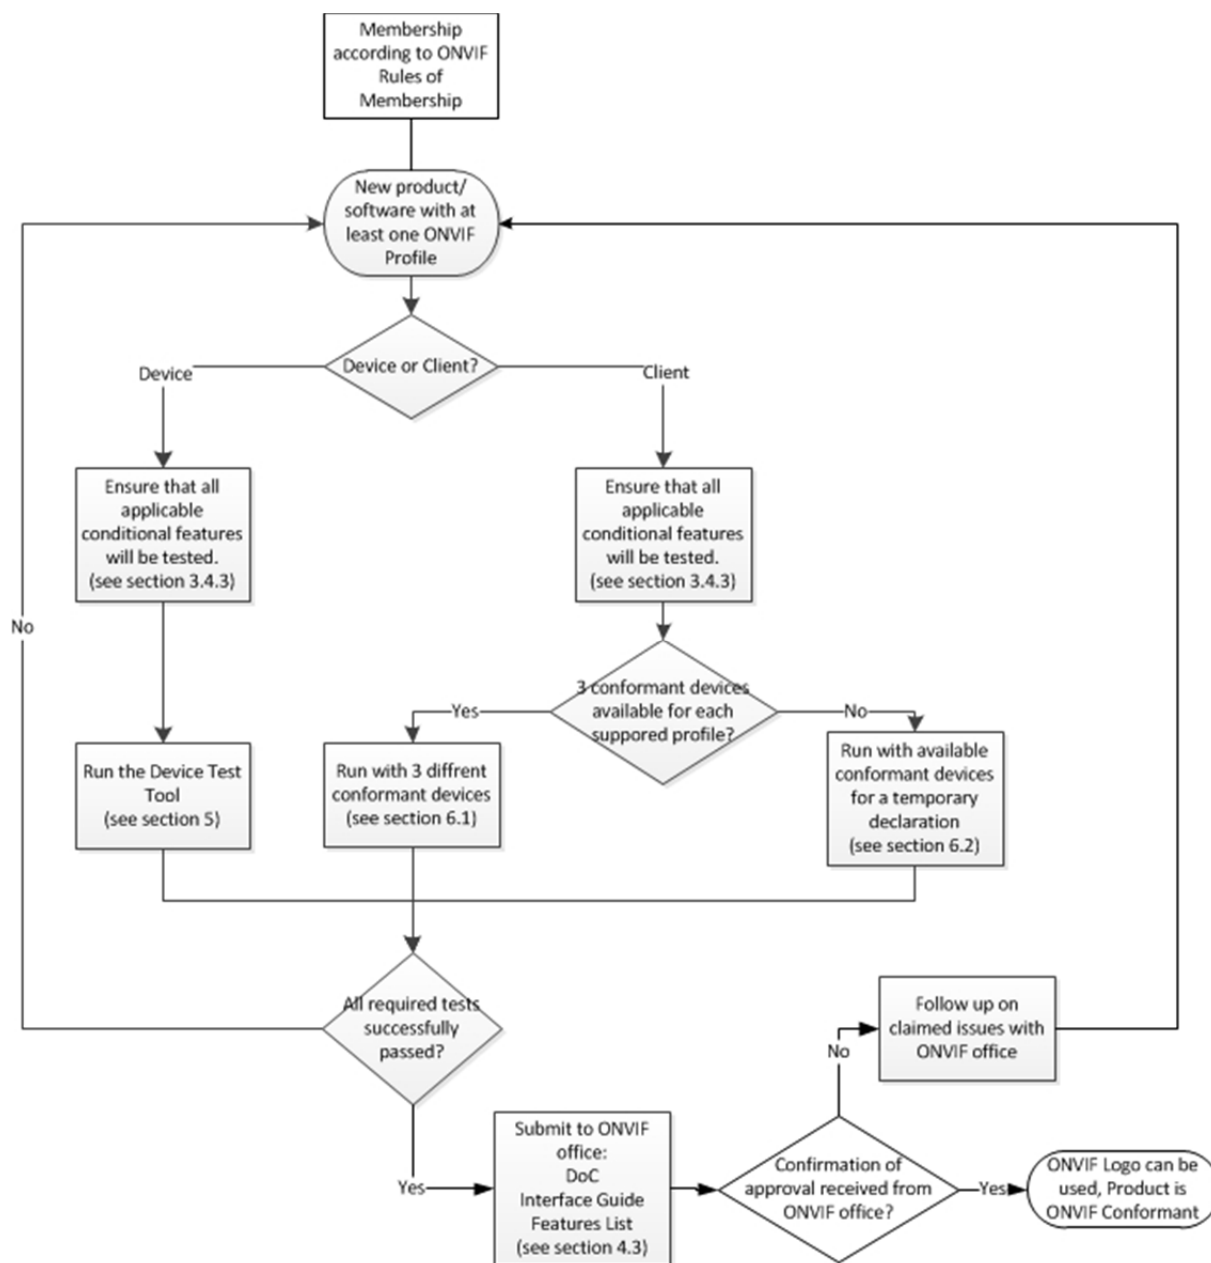 Membership
according to ONVIF
Rules of
Membership
New product/
software with at
least one ONVIF
Profile
Device or Client?
Device
Client
Ensure that all
applicable
conditional features
will be tested.
(see section 3.4.3)
Ensure that all
applicable
conditional features
will be tested.
(see section 3.4.3)
No
3 conformant devices
available for each
suppored profile?
Yes
No
Run the Device Test
Tool
(see section 5)
Run with 3 diffrent
conformant devices
(see section 6.1)
Run with available
conformant devices
for a temporary
declaration
(see section 6.2)
All required tests
successfully
passed?
Follow up on
claimed issues with
ONVIF office
No
Yes
Submit to ONVIF
office:
DoC
Interface Guide
Features List
(see section 4.3)
Confirmation of
approval received from
ONVIF office?
Yes
ONVIF Logo can be
used, Product is
ONVIF Conformant